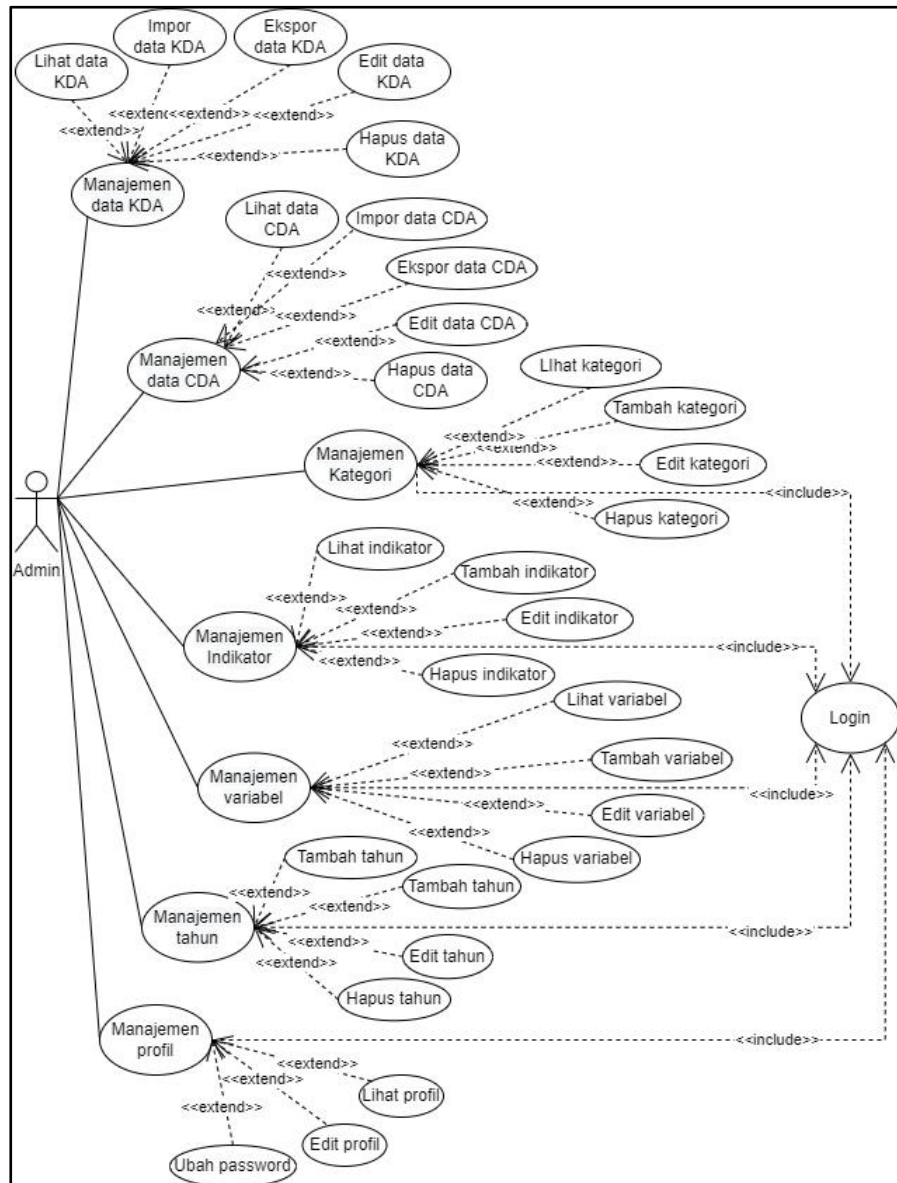 Impor
data KDA
Ekspor
data KDA
Lihat data
KDA
Edit data
KDA
<<extend>>
<<extend>>
<<extend>>
<<extend>>
Hapus data
KDA
<<extend>>
Manajemen
data KDA
Lihat data
CDA
Impor data CDA
<<extend>>
Ekspor data CDA
<<extend>>
<<extend>>
Edit data CDA
<<extend>>
Manajemen
data CDA
Hapus data
CDA
<<extend>>
LIhat kategori
Tambah kategori
<<extend>>
<<extend>>
Manajemen
Kategori
Edit kategori
<<extend>>
<<include>>
<<extend>>
Hapus kategori
Admin
Lihat indikator
Tambah indikator
<<extend>>
<<extend>>
Edit indikator
<<extend>>
Manajemen
Indikator
<<include>>
<<extend>>
Hapus indikator
Lihat variabel
Login
<<extend>>
Tambah variabel
<<extend>>
Manajemen
variabel
<<include>>
<<extend>>
Edit variabel
<<extend>>
Hapus variabel
Tambah tahun
Tambah tahun
<<extend>>
<<extend>>
Manajemen
tahun
<<include>>
<<extend>>
Edit tahun
<<extend>>
Hapus tahun
Manajemen
profil
<<include>>
<<extend>>
<<extend>>
Lihat profil
<<extend>>
Edit profil
Ubah password